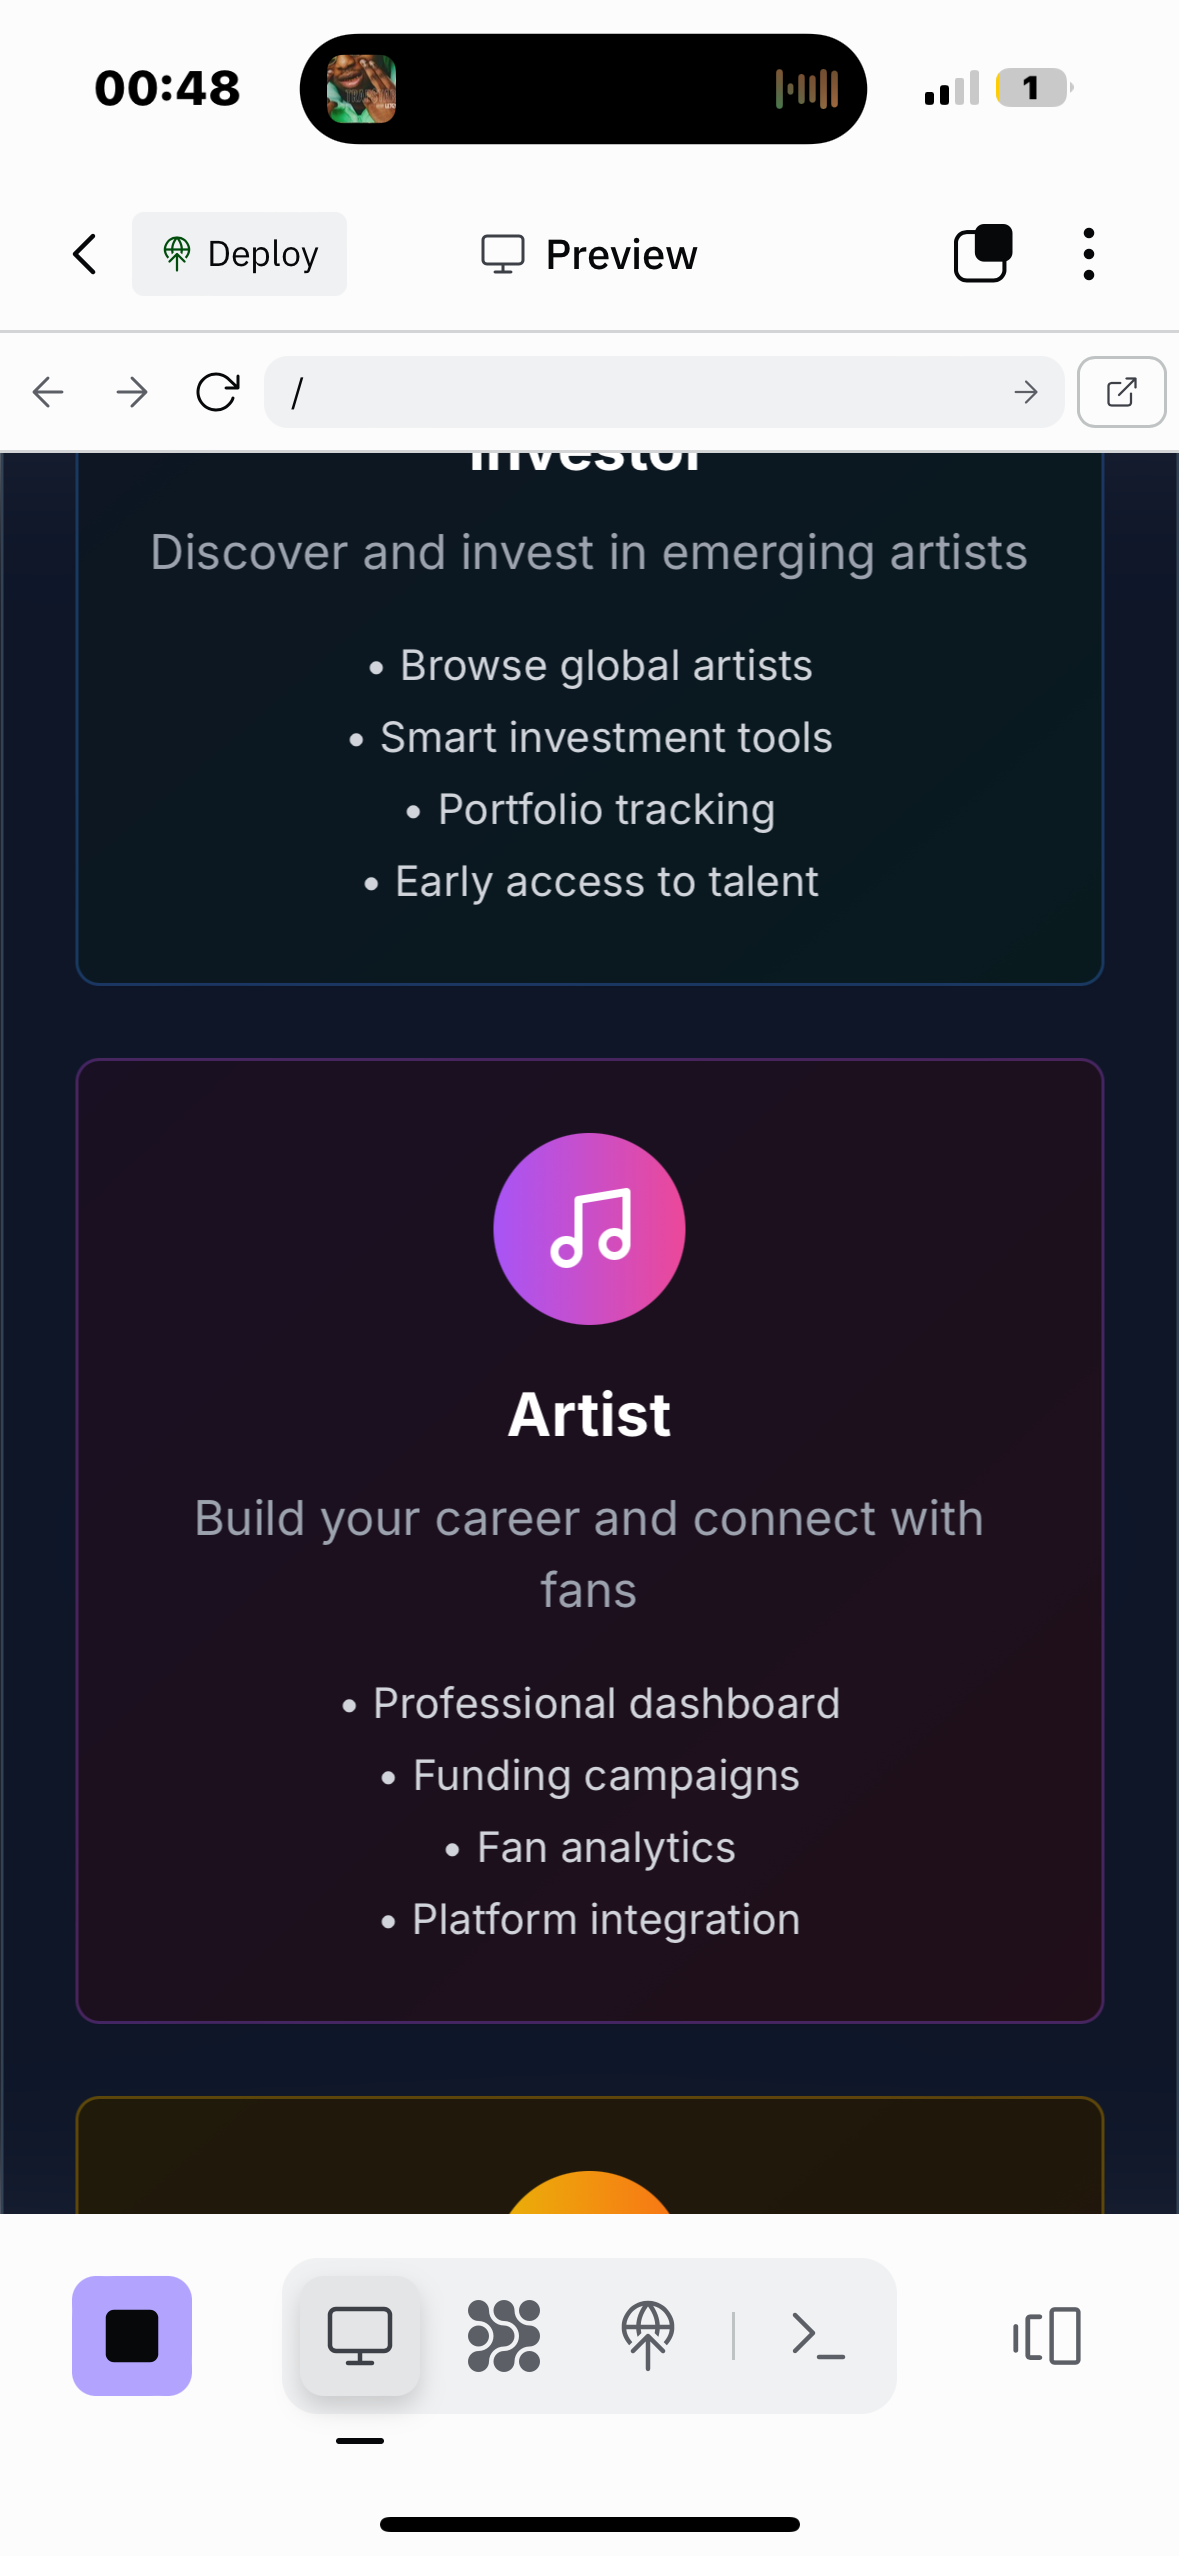 00:48
1
Deploy
Preview
/
Investor
Discover and invest in emerging artists
• Browse global artists
• Smart investment tools
• Portfolio tracking
• Early access to talent
Artist
Build your career and connect with
fans
• Professional dashboard
• Funding campaigns
• Fan analytics
• Platform integration